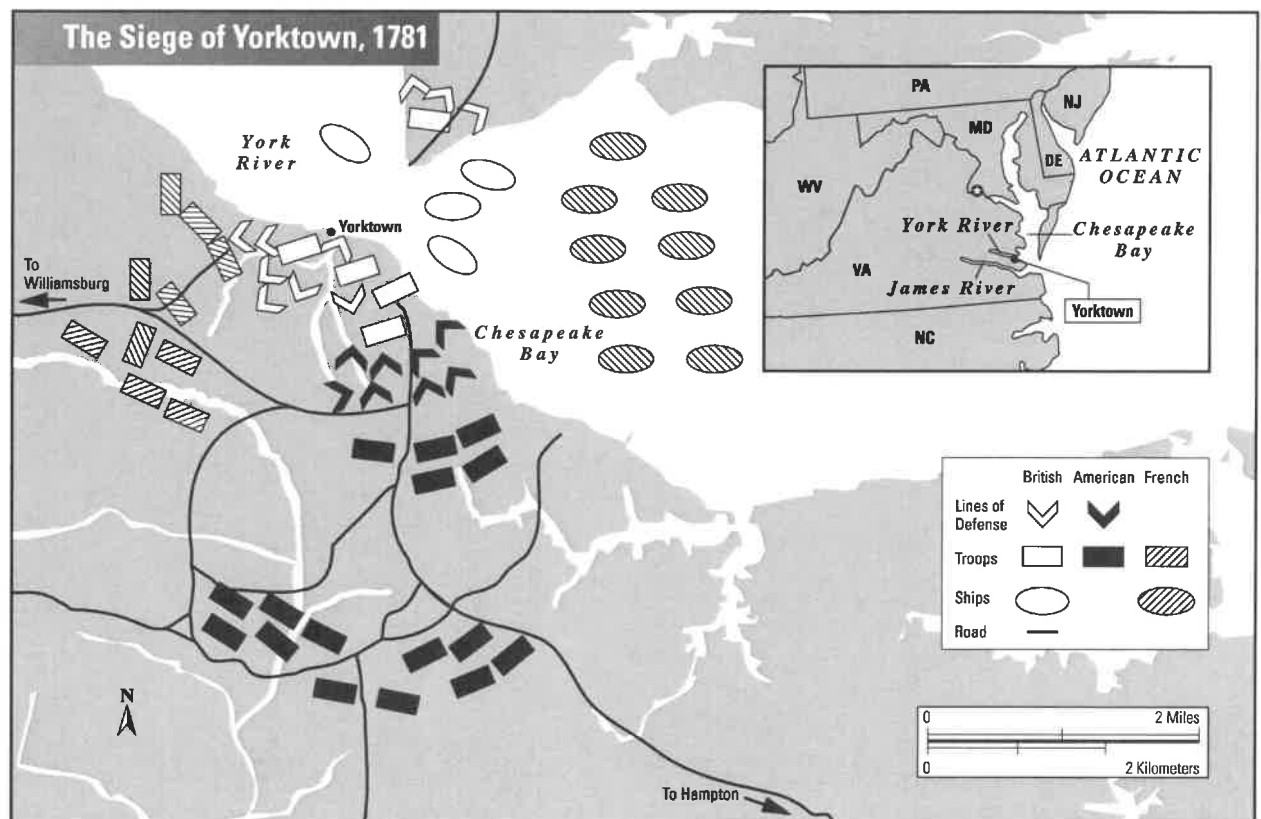 The Siege of Yorktown, 1781
York
River
Yorktown
To
Williamsburg
Chesapeake
Bay
PA
NJ
MD
DE
ATLANTIC
OCEAN
WV
York River
Chesapeake
Bay
VA
James River
Yorktown
NC
British American French
Lines of
Defense
Troops
Ships
Road
N
0 2 Miles
0 2 Kilometers
To Hampton